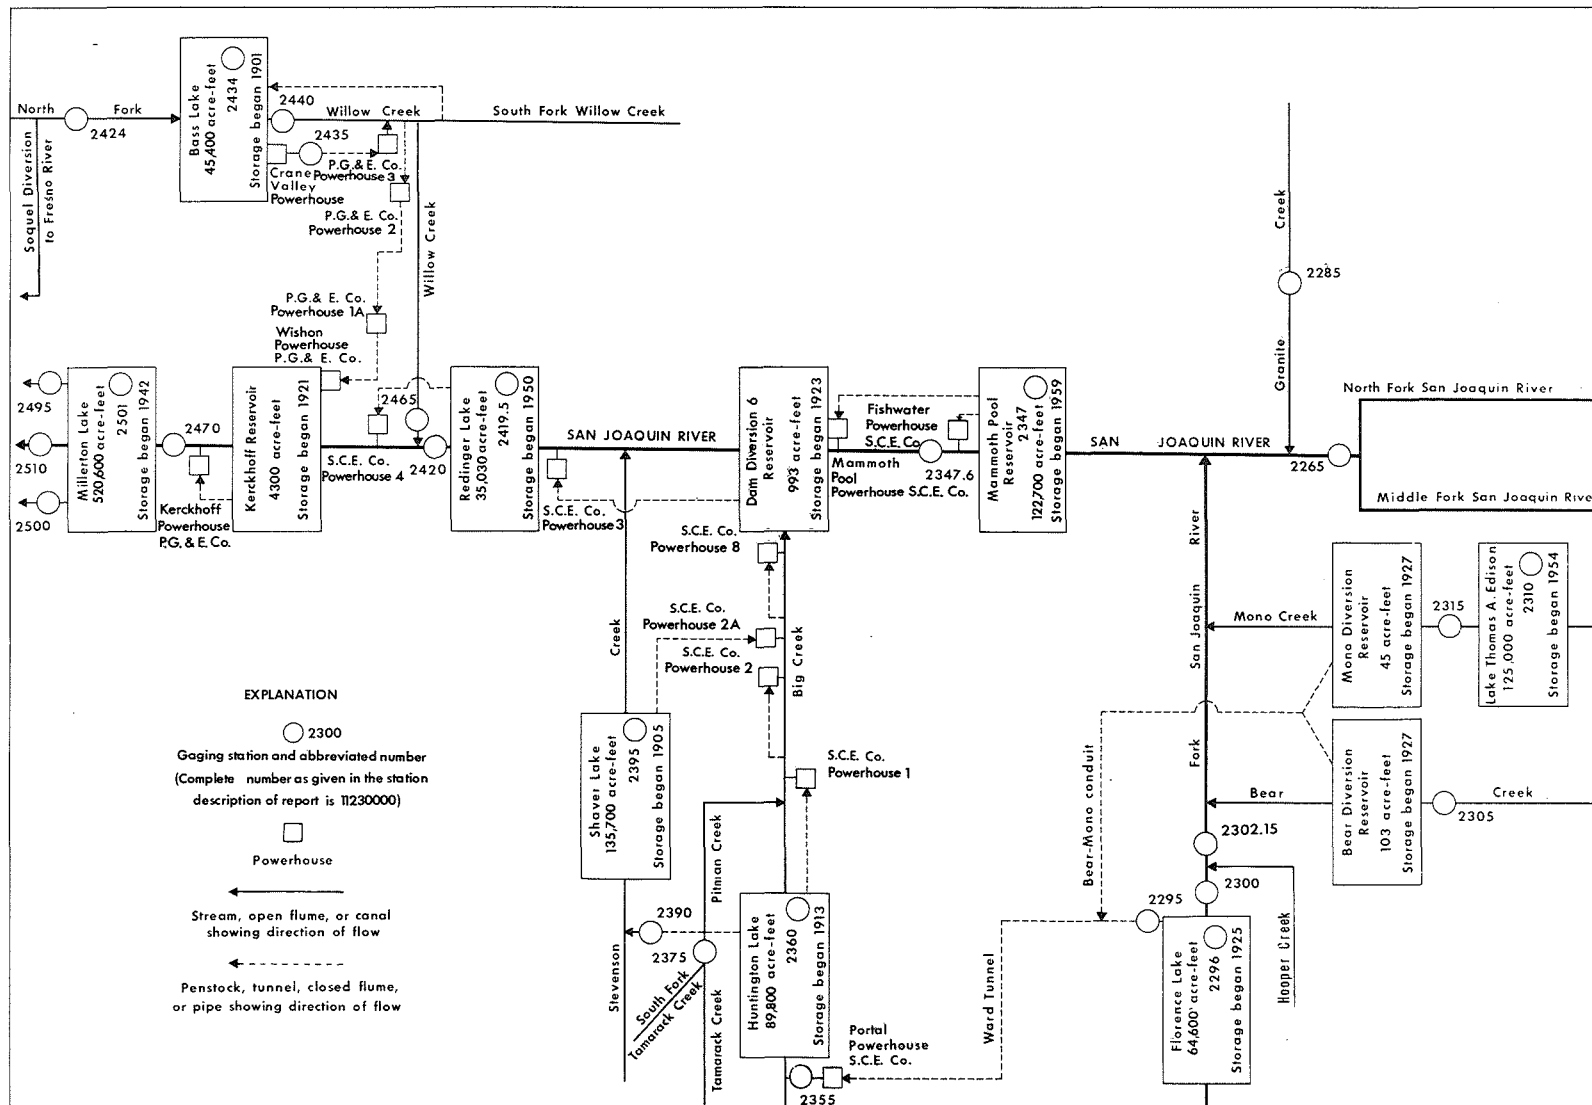 North
Fork
2424
Soquel Diversion
to Fresno River
Bass Lake
45,400 acre-feet
2434
Storage began 1901
2440
Willow Creek
South Fork Willow Creek
2435
P.G.& E. Co.
Powerhouse 3
Crane
Valley
Powerhouse
P.G.& E. Co.
Powerhouse 2
Willow Creek
P.G.& E. Co.
Powerhouse 1A
Wishon
Powerhouse
P.G.& E. Co.
2495
2510
2500
Millerton Lake
520,600 acre-feet
2501
Storage began 1942
2470
Kerckhoff
Powerhouse
P.G. & E. Co.
Kerckhoff Reservoir
4300 acre-feet
Storage began 1921
2465
S.C.E. Co.
Powerhouse 4
2420
Redinger Lake
35,030 acre-feet
2419.5
Storage began 1950
SAN JOAQUIN RIVER
S.C.E. Co.
Powerhouse 3
Dam Diversion 6
Reservoir
993 acre-feet
Storage began 1923
Fishwater
Powerhouse
S.C.E. Co.
2347.6
Mammoth
Pool
Powerhouse S.C.E. Co.
Mammoth Pool
Reservoir
2347
122,700 acre-feet
Storage began 1959
SAN JOAQUIN RIVER
Creek
2285
Granite
2265
North Fork San Joaquin River
Middle Fork San Joaquin River
S.C.E. Co.
Powerhouse 8
S.C.E. Co.
Powerhouse 2A
S.C.E. Co.
Powerhouse 2
Big Creek
S.C.E. Co.
Powerhouse 1
Creek
Shaver Lake
135,700 acre-feet
2395
Storage began 1905
Stevenson
2390
2375
Pitman Creek
South Fork
Tamarack Creek
Tamarack Creek
Huntington Lake
89,800 acre-feet
2360
Storage began 1913
Portal
Powerhouse
S.C.E. Co.
2355
Ward Tunnel
Bear-Mono conduit
2295
River
San Joaquin
Fork
Mono Creek
Mono Diversion
Reservoir
45 acre-feet
Storage began 1927
2315
Lake Thomas A. Edison
125,000 acre-feet
2310
Storage began 1954
Bear
Bear Diversion
Reservoir
103 acre-feet
Storage began 1927
Creek
2305
2302.15
2300
Hooper Creek
Florence Lake
64,600 acre-feet
2296
Storage began 1925
EXPLANATION
2300
Gaging station and abbreviated number
(Complete number as given in the station
description of report is 11230000)
Powerhouse
Stream, open flume, or canal
showing direction of flow
Penstock, tunnel, closed flume,
or pipe showing direction of flow